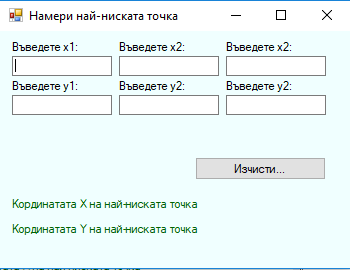 Намери най-ниската точка
Въведете x1: Въведете x2: Въведете x2:
Въведете y1: Въведете y2: Въведете y2:
Изчисти...
Кординатата X на най-ниската точка
Кординатата Y на най-ниската точка